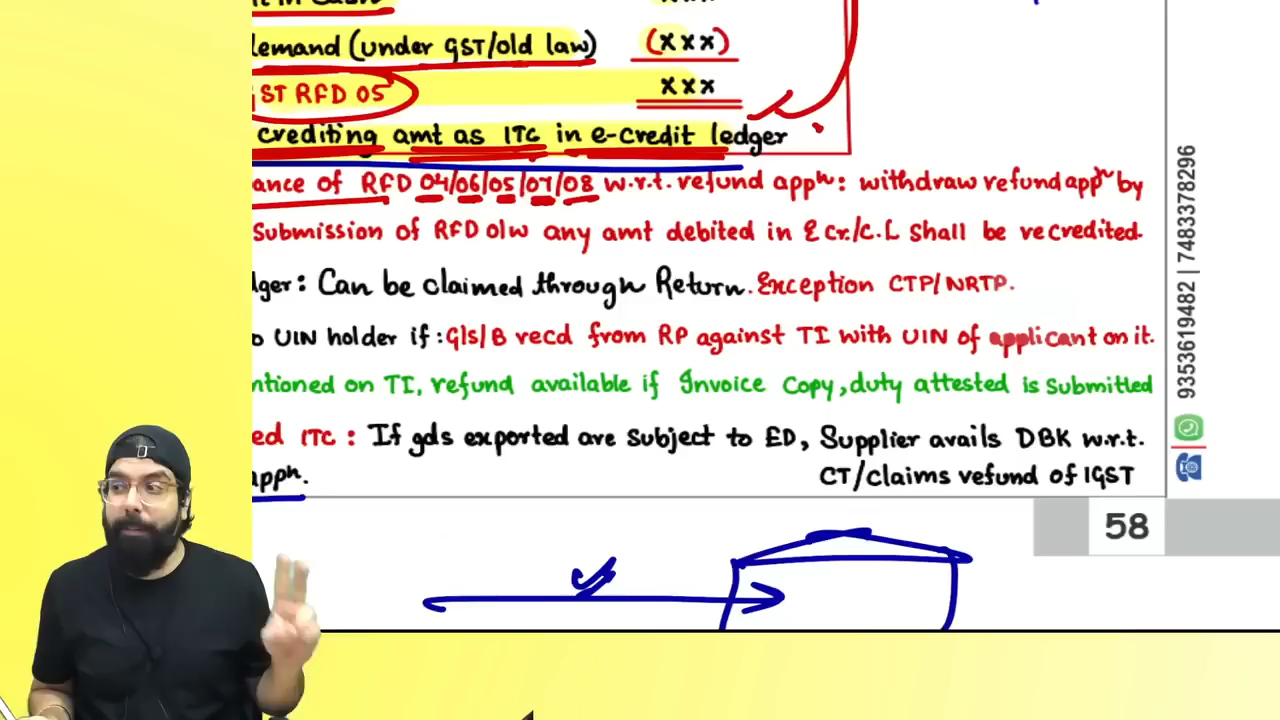 demand (under GST/old law) (xxx)
GST RFD 05 xxx
crediting amt as ITC in e-credit ledger
ance of RFD 04/06/05/07/08 w.r.t. refund appⁿ: withdraw refund appⁿ by
Submission of RFD 01W any amt debited in E Cr./C.L shall be recredited.
dger: Can be claimed through Return. Exception CTP/NRTP.
o UIN holder if: G/S/B recd from RP against TI with UIN of applicant on it.
ntioned on TI, refund available if Invoice Copy, duty attested is Submitted
ed ITC: If gds exported are subject to ED, Supplier avails DBK w.r.t.
appⁿ. CT/claims refund of IGST
58
9353619482 | 7483378296